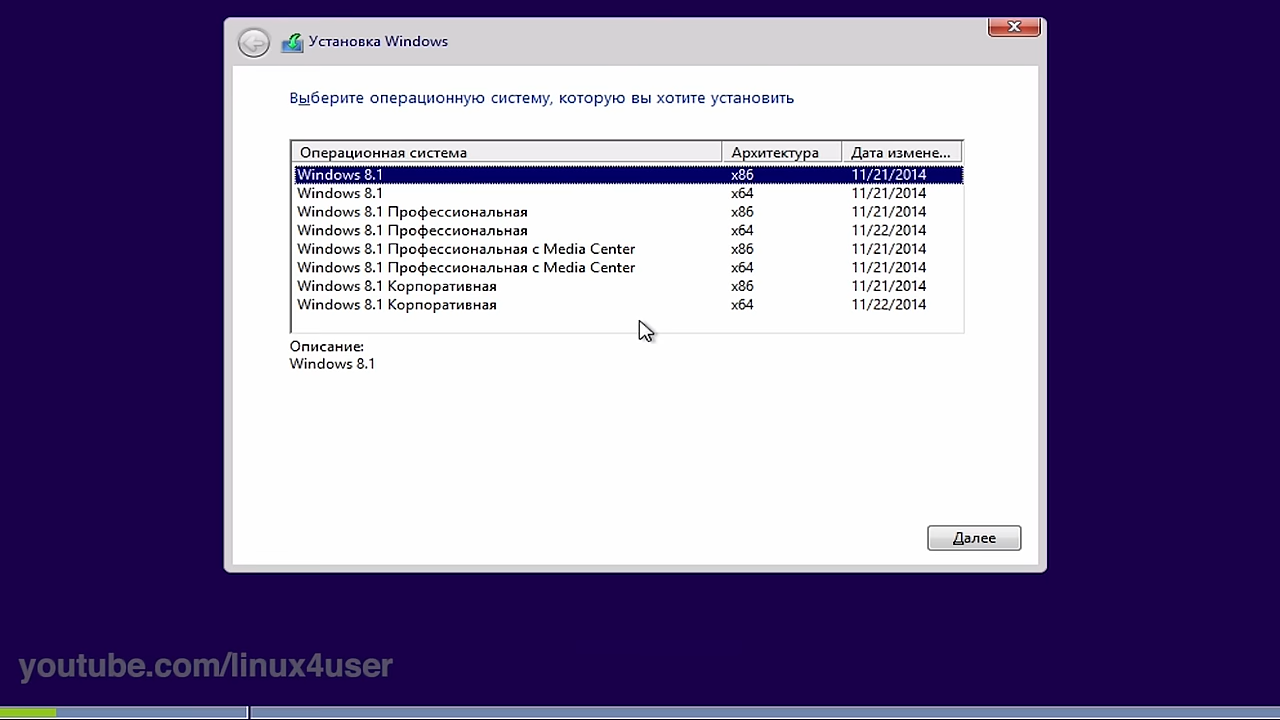 Установка Windows
Выберите операционную систему, которую вы хотите установить
Операционная система Архитектура Дата измене...
Windows 8.1 x86 11/21/2014
Windows 8.1 x64 11/21/2014
Windows 8.1 Профессиональная x86 11/21/2014
Windows 8.1 Профессиональная x64 11/22/2014
Windows 8.1 Профессиональная с Media Center x86 11/21/2014
Windows 8.1 Профессиональная с Media Center x64 11/21/2014
Windows 8.1 Корпоративная x86 11/21/2014
Windows 8.1 Корпоративная x64 11/22/2014
Описание:
Windows 8.1
Далее
youtube.com/linux4user